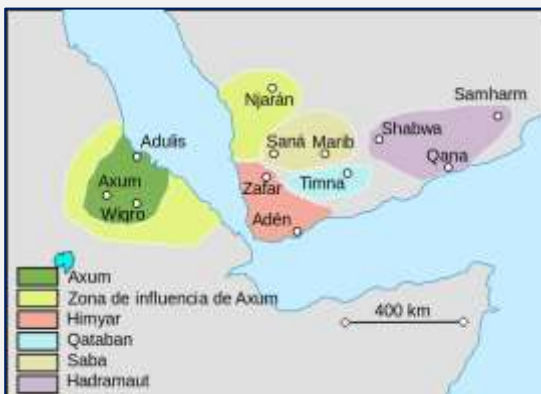 Njarán
Samharm
Adulis
Saná Marib
Shabwa
Axum
Zafar
Timna
Qana
Wiqro
Adén
Axum
Zona de influencia de Axum
Himyar
400 km
Qataban
Saba
Hadramaut